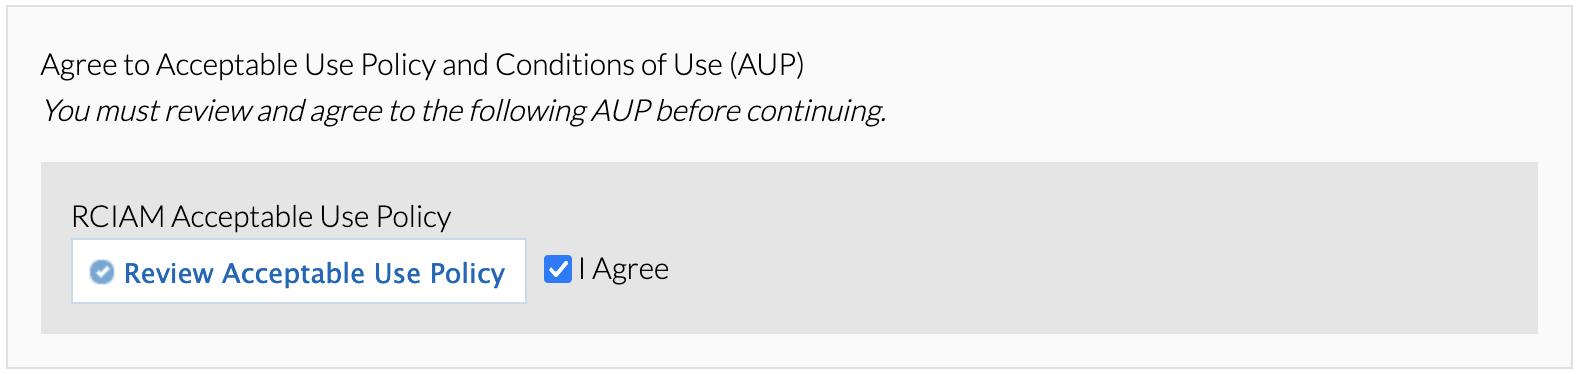 Agree to Acceptable Use Policy and Conditions of Use (AUP)
You must review and agree to the following AUP before continuing.
RCIAM Acceptable Use Policy
Review Acceptable Use Policy I Agree